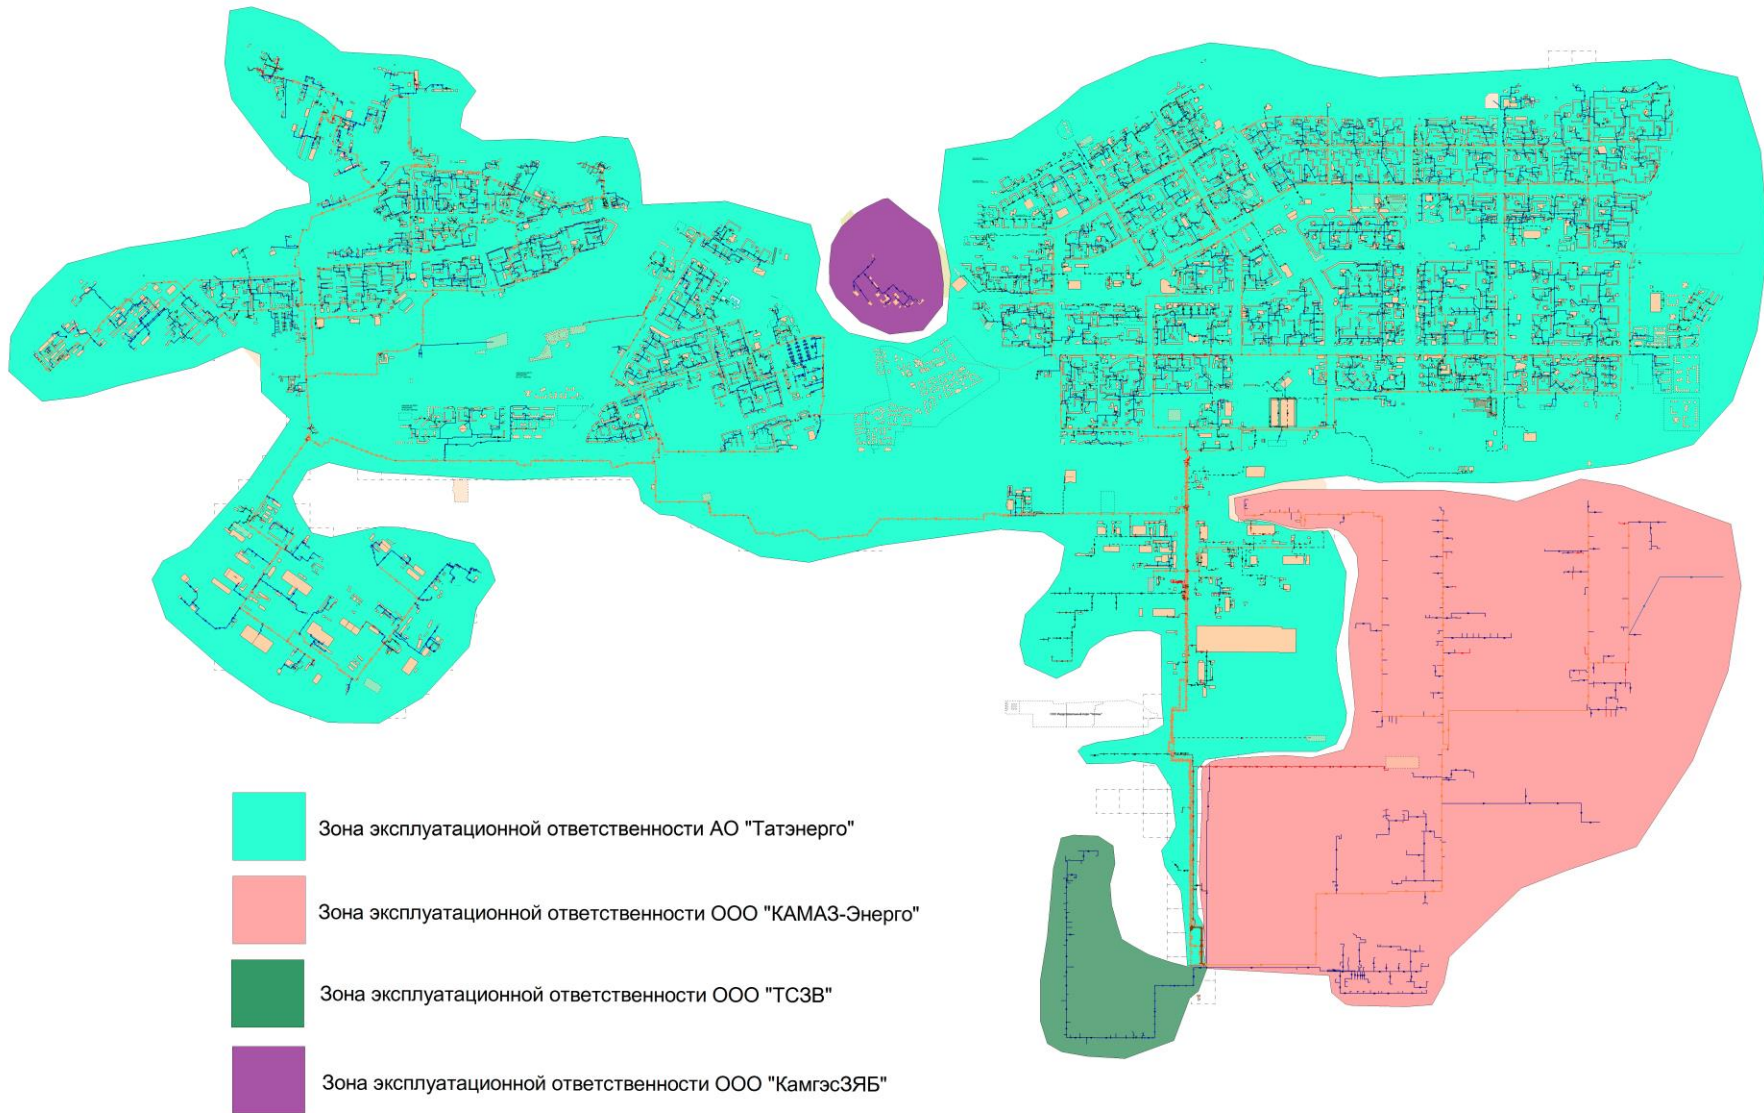 Зона эксплуатационной ответственности АО "Татэнерго"
Зона эксплуатационной ответственности ООО "КАМАЗ-Энерго"
Зона эксплуатационной ответственности ООО "ТСЗВ"
Зона эксплуатационной ответственности ООО "КамгэсЗЯБ"